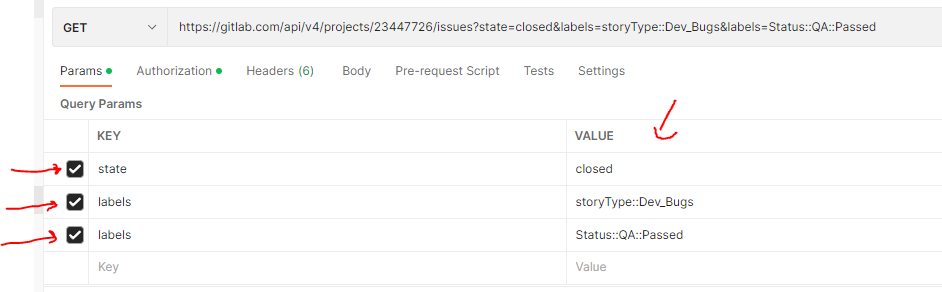 GET https://gitlab.com/api/v4/projects/23447726/issues?state=closed&labels=storyType::Dev_Bugs&labels=Status::QA::Passed
Params Authorization Headers (6) Body Pre-request Script Tests Settings
Query Params
KEY VALUE
state closed
labels storyType::Dev_Bugs
labels Status::QA::Passed
Key Value